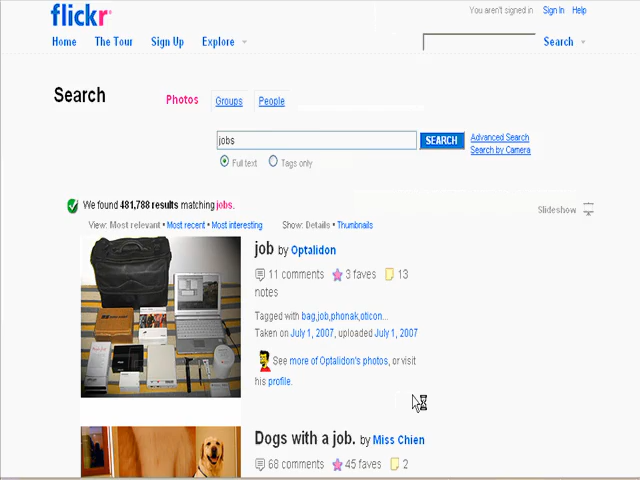 flickr
You aren't signed in Sign In Help
Home The Tour Sign Up Explore Search
Search Photos Groups People
jobs SEARCH Advanced Search
Search by Camera
Full text Tags only
We found 481,788 results matching jobs.
Slideshow
View: Most relevant • Most recent • Most interesting Show: Details • Thumbnails
job by Optalidon
11 comments 3 faves 13
notes
Tagged with bag,job,phonak,oticon...
Taken on July 1, 2007, uploaded July 1, 2007
See more of Optalidon's photos, or visit
his profile.
Dogs with a job. by Miss Chien
68 comments 45 faves 2